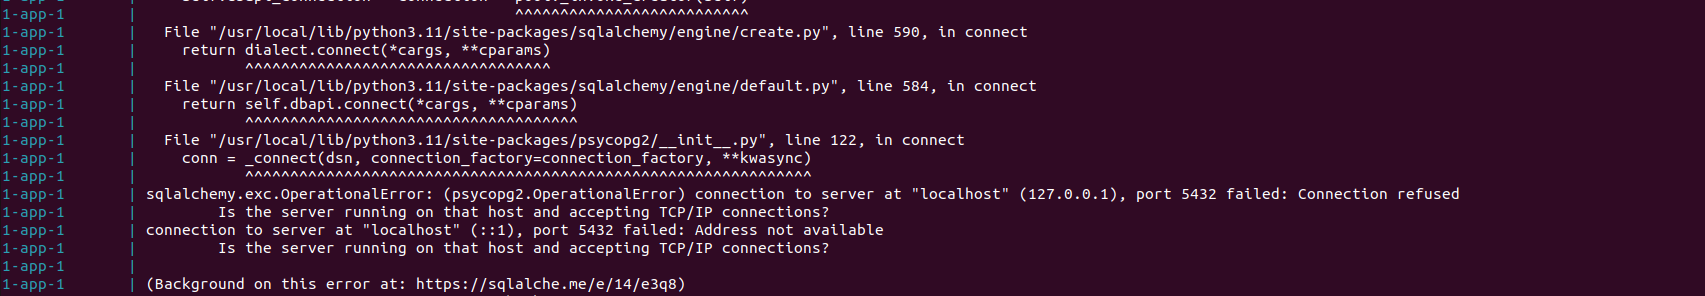 1-app-1 | ^^^^^^^^^^^^^^^^^^^^^^^^^^
1-app-1 | File "/usr/local/lib/python3.11/site-packages/sqlalchemy/engine/create.py", line 590, in connect
1-app-1 | return dialect.connect(*cargs, **cparams)
1-app-1 | ^^^^^^^^^^^^^^^^^^^^^^^^^^^^^^^^^^
1-app-1 | File "/usr/local/lib/python3.11/site-packages/sqlalchemy/engine/default.py", line 584, in connect
1-app-1 | return self.dbapi.connect(*cargs, **cparams)
1-app-1 | ^^^^^^^^^^^^^^^^^^^^^^^^^^^^^^^^^^^^^
1-app-1 | File "/usr/local/lib/python3.11/site-packages/psycopg2/__init__.py", line 122, in connect
1-app-1 | conn = _connect(dsn, connection_factory=connection_factory, **kwasync)
1-app-1 | ^^^^^^^^^^^^^^^^^^^^^^^^^^^^^^^^^^^^^^^^^^^^^^^^^^^^^^^^^^^^^^^
1-app-1 | sqlalchemy.exc.OperationalError: (psycopg2.OperationalError) connection to server at "localhost" (127.0.0.1), port 5432 failed: Connection refused
1-app-1 | Is the server running on that host and accepting TCP/IP connections?
1-app-1 | connection to server at "localhost" (::1), port 5432 failed: Address not available
1-app-1 | Is the server running on that host and accepting TCP/IP connections?
1-app-1 |
1-app-1 | (Background on this error at: https://sqlalche.me/e/14/e3q8)